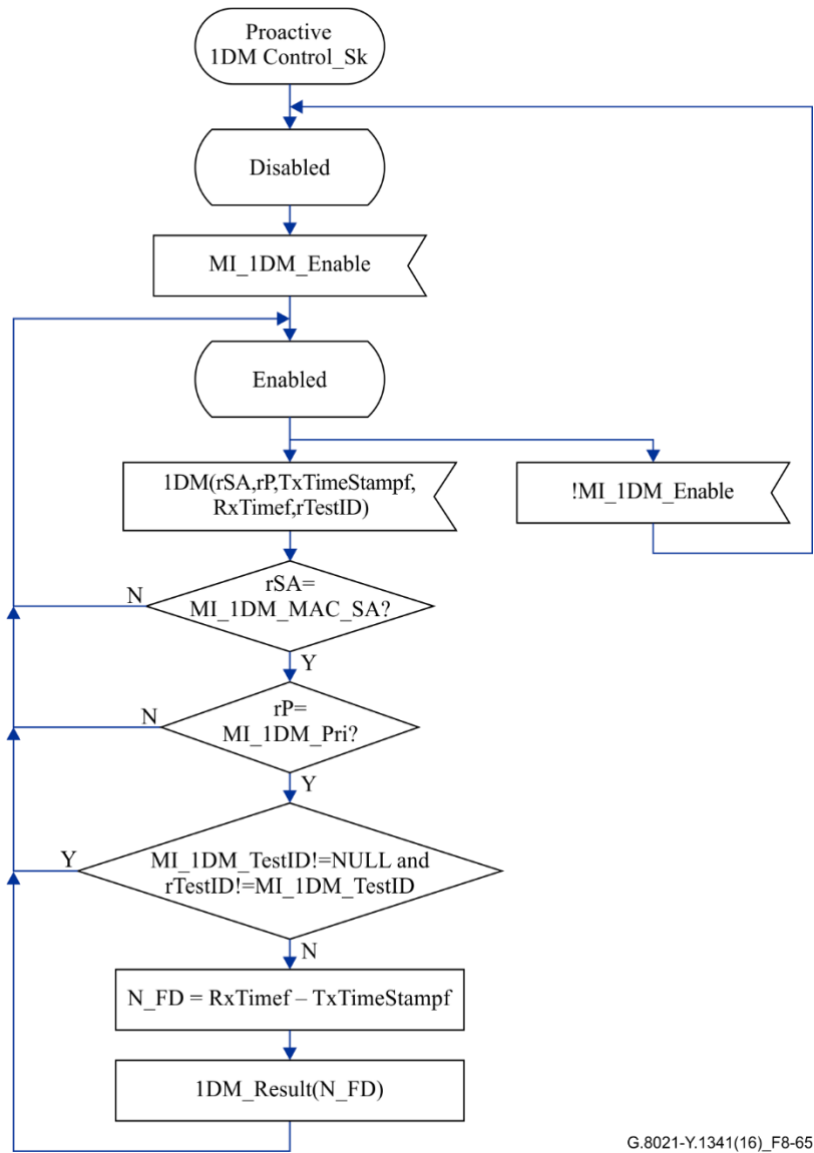 Proactive
1DM Control_Sk
Disabled
MI_1DM_Enable
Enabled
1DM(rSA,rP,TxTimeStampf,
RxTimef,rTestID)
!MI_1DM_Enable
rSA=
MI_1DM_MAC_SA?
N
Y
rP=
MI_1DM_Pri?
N
Y
MI_1DM_TestID!=NULL and
rTestID!=MI_1DM_TestID
Y
N
N_FD = RxTimef – TxTimeStampf
1DM_Result(N_FD)
G.8021-Y.1341(16)_F8-65